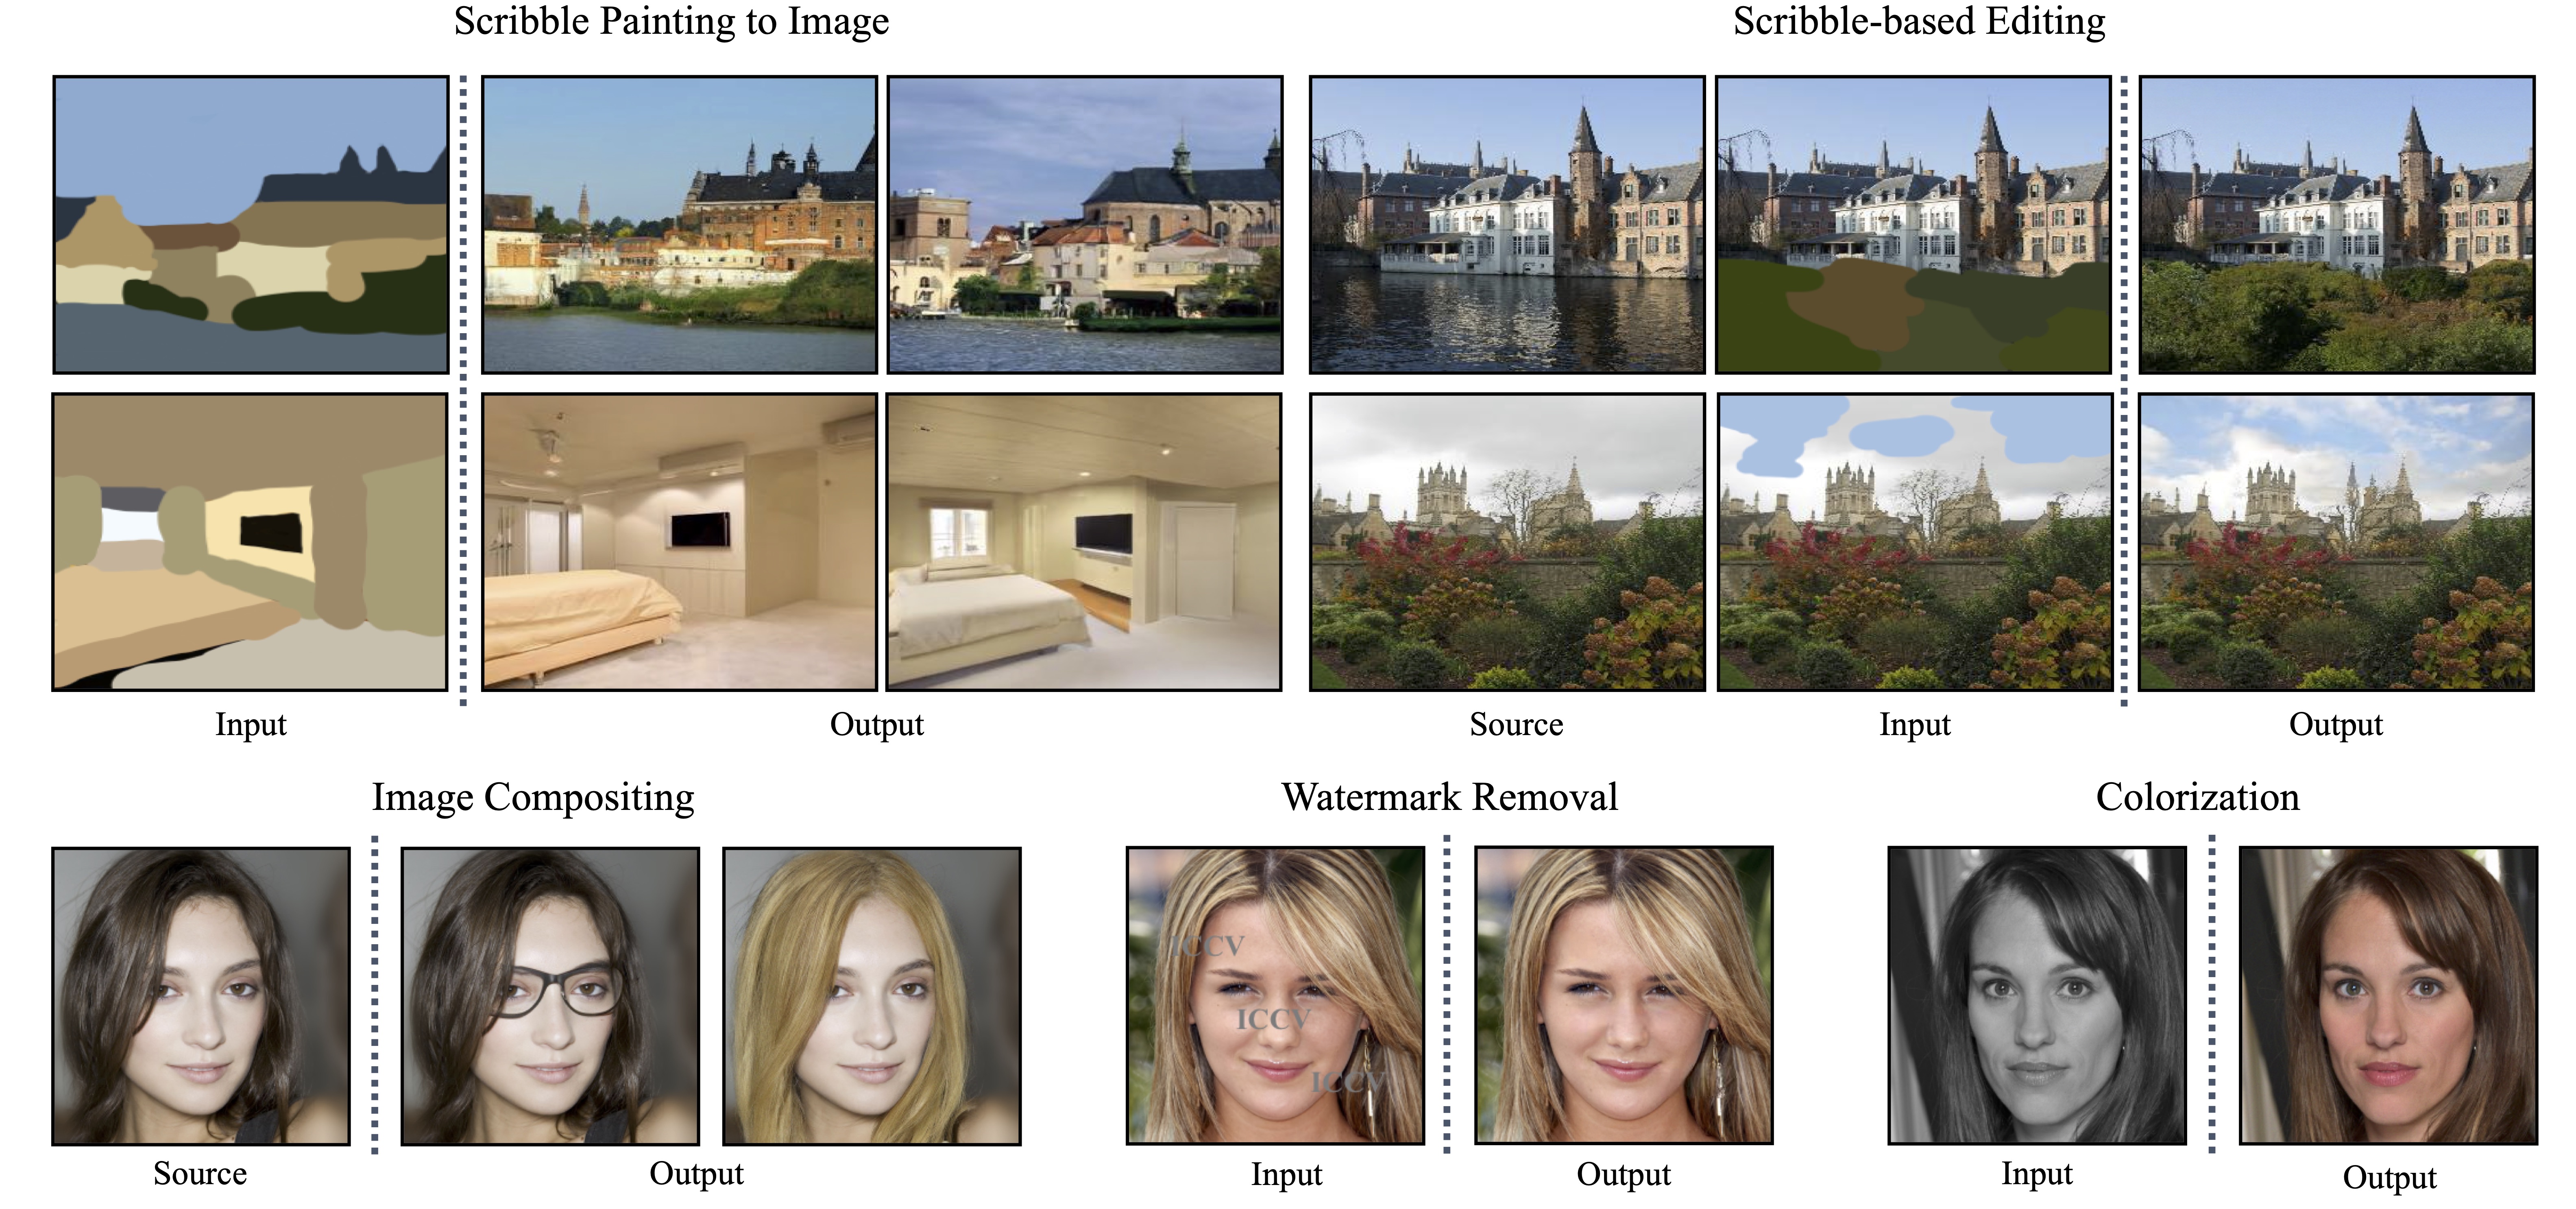 Scribble Painting to Image
Scribble-based Editing
Input
Output
Source
Input
Output
Image Compositing
Watermark Removal
Colorization
ICCV
ICCV
ICCV
Source
Output
Input
Output
Input
Output